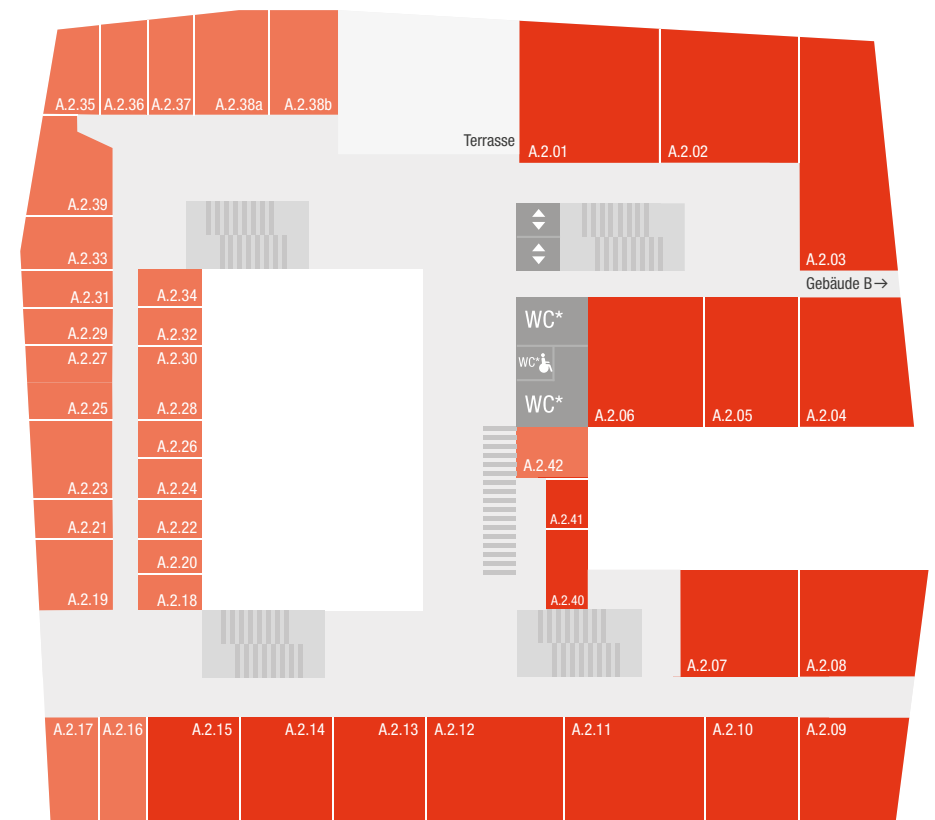 A.2.35
A.2.36
A.2.37
A.2.38a
A.2.38b
Terrasse
A.2.01
A.2.02
A.2.39
A.2.33
A.2.03
Gebäude B→
A.2.31
A.2.34
A.2.29
A.2.32
WC*
A.2.27
A.2.30
WC*
A.2.25
A.2.28
WC*
A.2.06
A.2.05
A.2.04
A.2.26
A.2.42
A.2.23
A.2.24
A.2.21
A.2.22
A.2.41
A.2.20
A.2.19
A.2.18
A.2.40
A.2.07
A.2.08
A.2.17
A.2.16
A.2.15
A.2.14
A.2.13
A.2.12
A.2.11
A.2.10
A.2.09